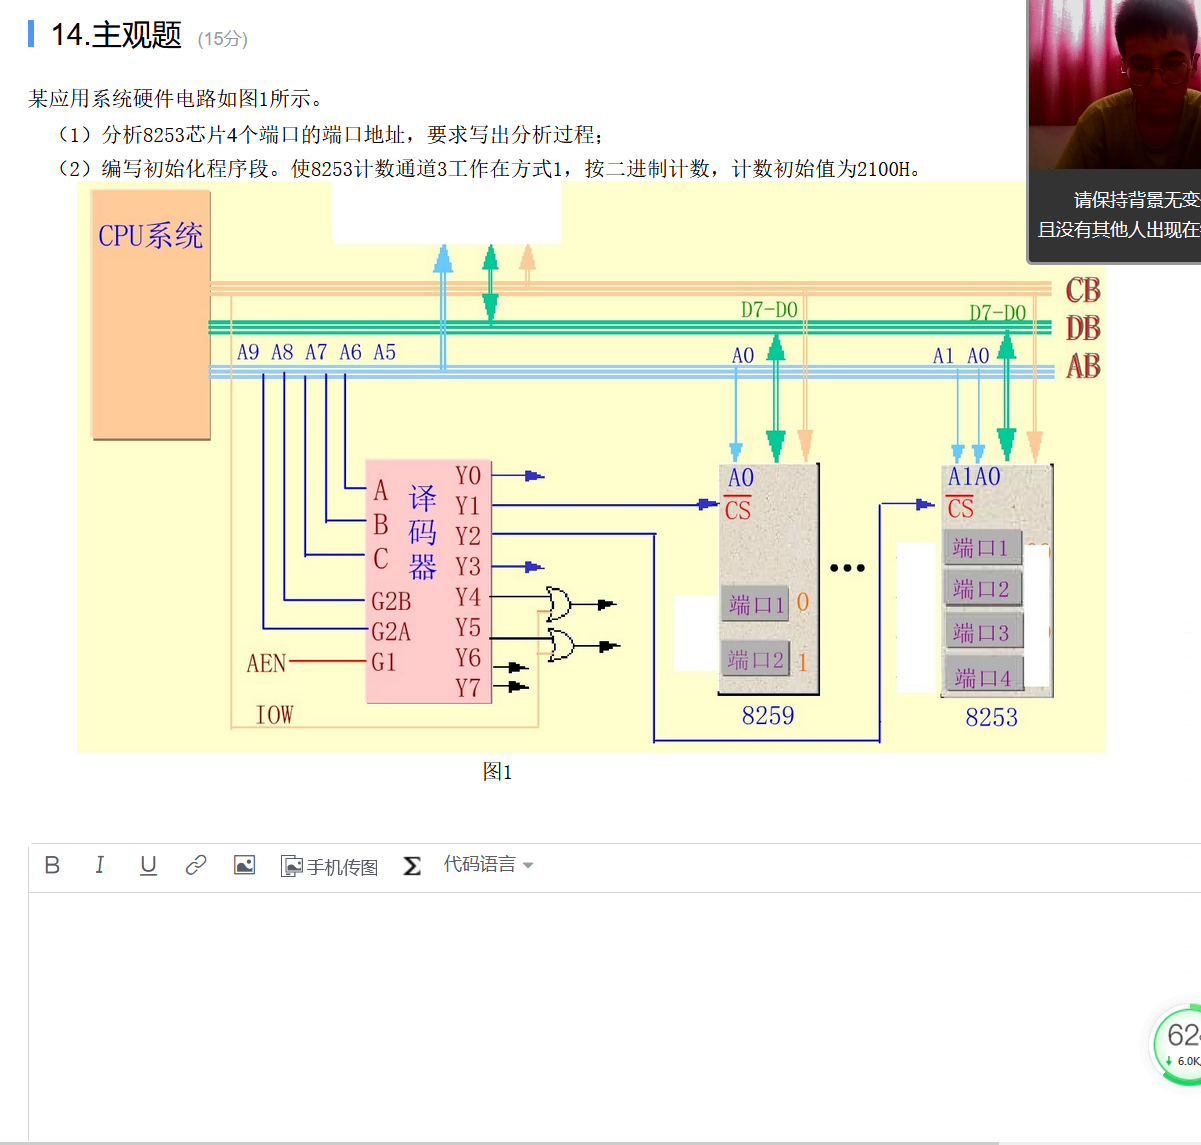 14.主观题 (15分)
请保持背景无变
且没有其他人出现在
某应用系统硬件电路如图1所示。
（1）分析8253芯片4个端口的端口地址，要求写出分析过程；
（2）编写初始化程序段。使8253计数通道3工作在方式1，按二进制计数，计数初始值为2100H。
CPU系统
CB
D7-D0 D7-D0
DB
A9 A8 A7 A6 A5 A0 A1 A0
AB
A 译码器 Y0 A0 A1A0
B Y1 CS CS
C Y2
Y3 端口1
G2B Y4 端口1 0 端口2
G2A Y5 端口3
AEN G1 Y6 端口2 1 端口4
Y7
IOW 8259 8253
图1
B I U 手机传图 Σ 代码语言
62
6.0K